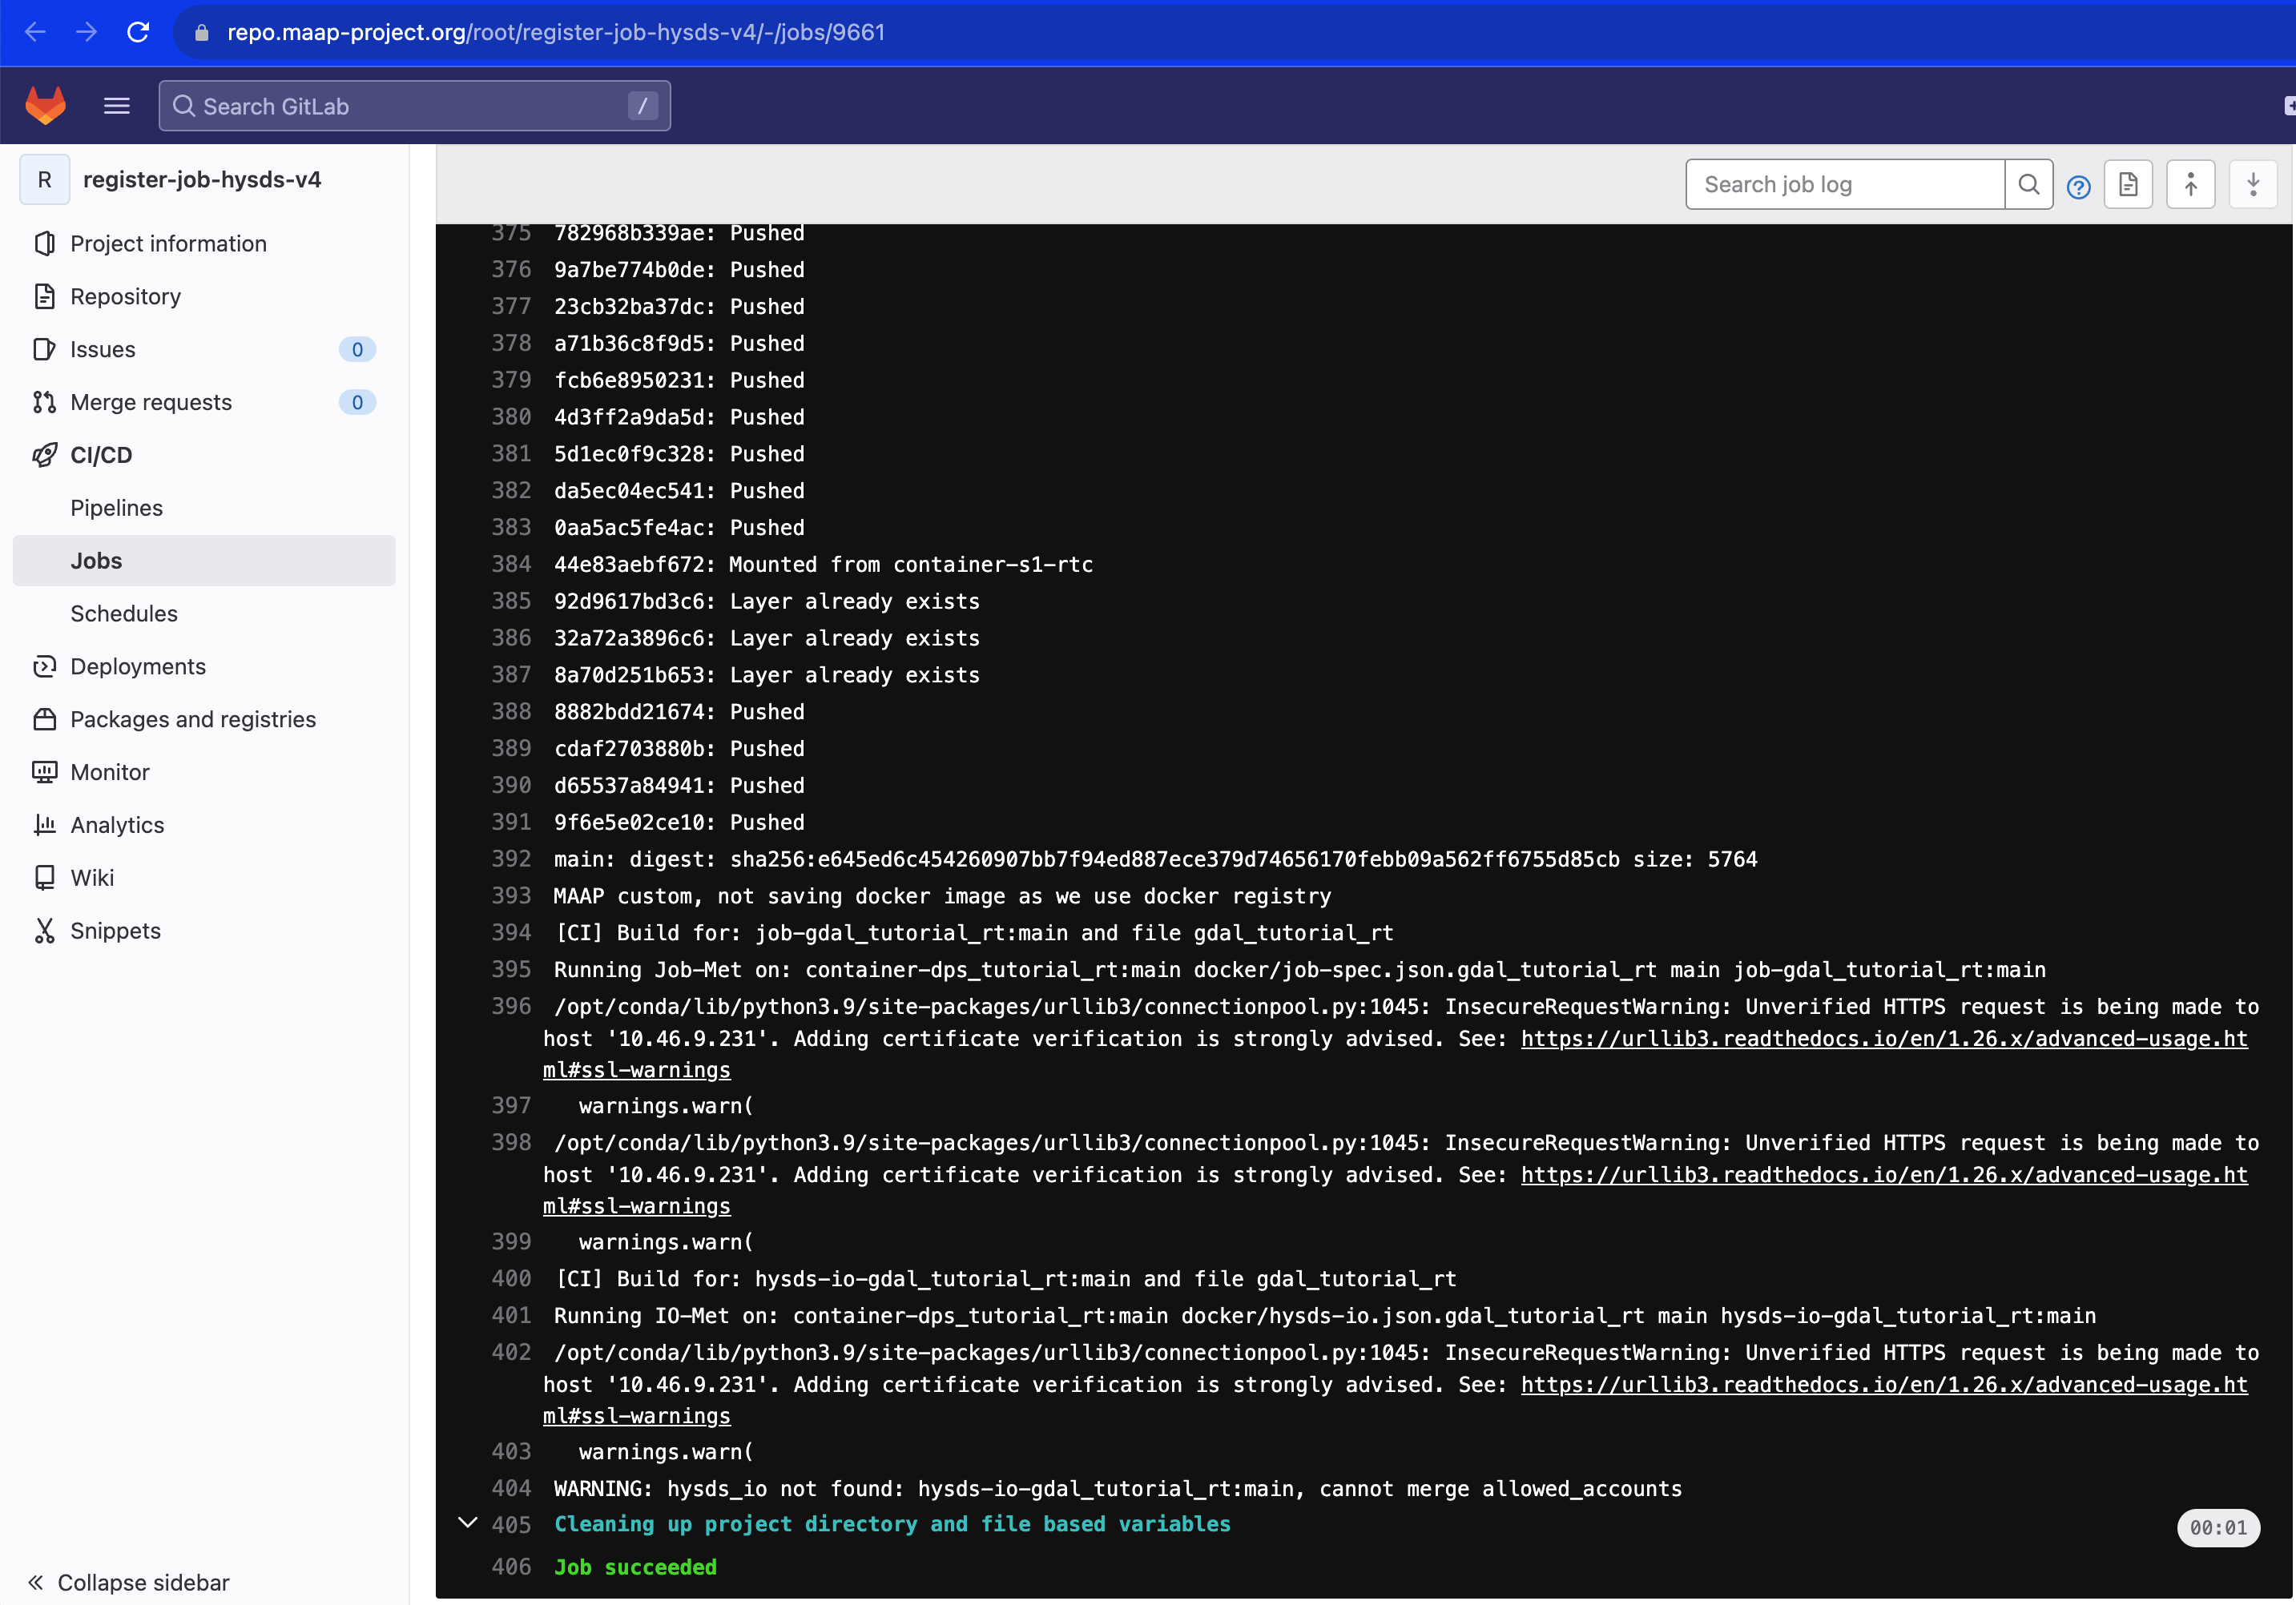 repo.maap-project.org/root/register-job-hysds-v4/-/jobs/9661
Search GitLab /
R register-job-hysds-v4
Project information
Repository
Issues 0
Merge requests 0
CI/CD
Pipelines
Jobs
Schedules
Deployments
Packages and registries
Monitor
Analytics
Wiki
Snippets
Collapse sidebar
Search job log
375 782968b339ae: Pushed
376 9a7be774b0de: Pushed
377 23cb32ba37dc: Pushed
378 a71b36c8f9d5: Pushed
379 fcb6e8950231: Pushed
380 4d3ff2a9da5d: Pushed
381 5d1ec0f9c328: Pushed
382 da5ec04ec541: Pushed
383 0aa5ac5fe4ac: Pushed
384 44e83aebf672: Mounted from container-s1-rtc
385 92d9617bd3c6: Layer already exists
386 32a72a3896c6: Layer already exists
387 8a70d251b653: Layer already exists
388 8882bdd21674: Pushed
389 cdaf2703880b: Pushed
390 d65537a84941: Pushed
391 9f6e5e02ce10: Pushed
392 main: digest: sha256:e645ed6c454260907bb7f94ed887ece379d74656170febb09a562ff6755d85cb size: 5764
393 MAAP custom, not saving docker image as we use docker registry
394 [CI] Build for: job-gdal_tutorial_rt:main and file gdal_tutorial_rt
395 Running Job-Met on: container-dps_tutorial_rt:main docker/job-spec.json.gdal_tutorial_rt main job-gdal_tutorial_rt:main
396 /opt/conda/lib/python3.9/site-packages/urllib3/connectionpool.py:1045: InsecureRequestWarning: Unverified HTTPS request is being made to
host '10.46.9.231'. Adding certificate verification is strongly advised. See: https://urllib3.readthedocs.io/en/1.26.x/advanced-usage.ht
ml#ssl-warnings
397 warnings.warn(
398 /opt/conda/lib/python3.9/site-packages/urllib3/connectionpool.py:1045: InsecureRequestWarning: Unverified HTTPS request is being made to
host '10.46.9.231'. Adding certificate verification is strongly advised. See: https://urllib3.readthedocs.io/en/1.26.x/advanced-usage.ht
ml#ssl-warnings
399 warnings.warn(
400 [CI] Build for: hysds-io-gdal_tutorial_rt:main and file gdal_tutorial_rt
401 Running IO-Met on: container-dps_tutorial_rt:main docker/hysds-io.json.gdal_tutorial_rt main hysds-io-gdal_tutorial_rt:main
402 /opt/conda/lib/python3.9/site-packages/urllib3/connectionpool.py:1045: InsecureRequestWarning: Unverified HTTPS request is being made to
host '10.46.9.231'. Adding certificate verification is strongly advised. See: https://urllib3.readthedocs.io/en/1.26.x/advanced-usage.ht
ml#ssl-warnings
403 warnings.warn(
404 WARNING: hysds_io not found: hysds-io-gdal_tutorial_rt:main, cannot merge allowed_accounts
405 Cleaning up project directory and file based variables 00:01
406 Job succeeded